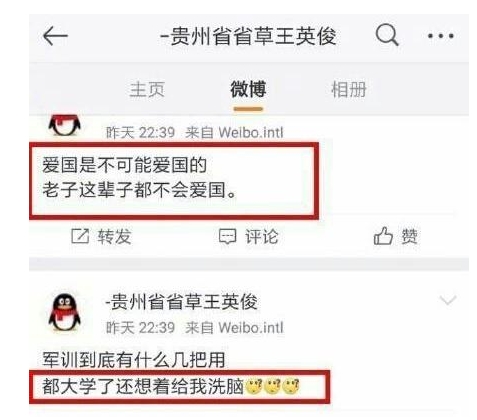 -贵州省省草王英俊
主页 微博 相册
昨天 22:39 来自 Weibo.intl
爱国是不可能爱国的
老子这辈子都不会爱国。
转发 评论 赞
-贵州省省草王英俊
昨天 22:39 来自 Weibo.intl
军训到底有什么几把用
都大学了还想着给我洗脑